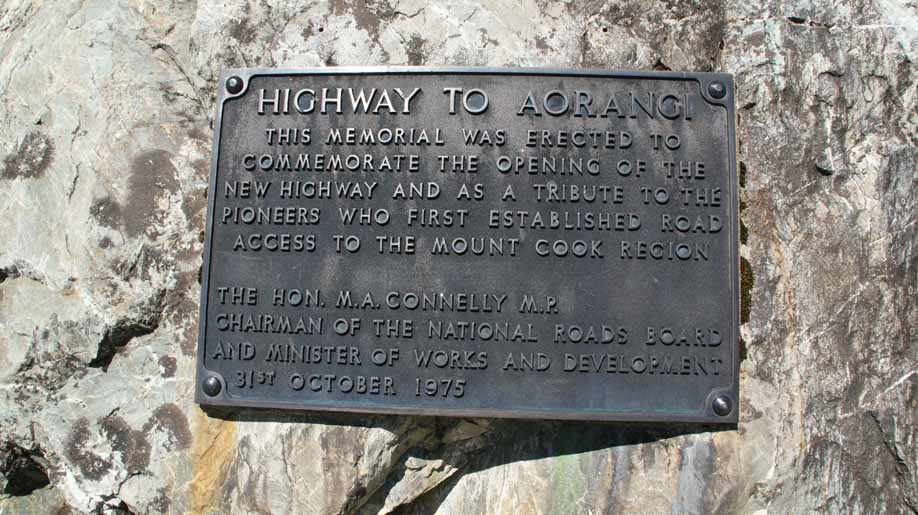 HIGHWAY TO AORANGI
THIS MEMORIAL WAS ERECTED TO
COMMEMORATE THE OPENING OF THE
NEW HIGHWAY AND AS A TRIBUTE TO THE
PIONEERS WHO FIRST ESTABLISHED ROAD
ACCESS TO THE MOUNT COOK REGION
THE HON. M.A. CONNELLY M.P.
CHAIRMAN OF THE NATIONAL ROADS BOARD
AND MINISTER OF WORKS AND DEVELOPMENT
31ST OCTOBER 1975